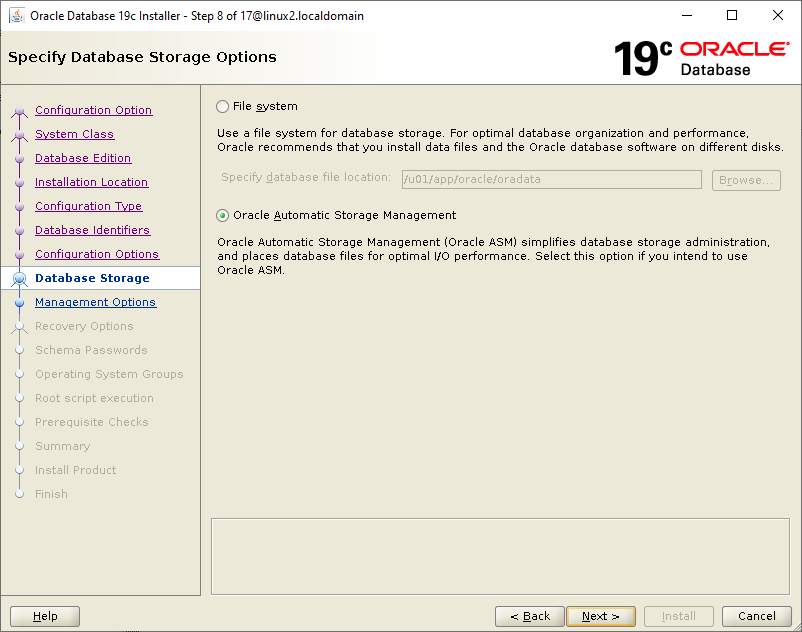 Oracle Database 19c Installer - Step 8 of 17@linux2.localdomain
Specify Database Storage Options
19c ORACLE
Database
Configuration Option
System Class
Database Edition
Installation Location
Configuration Type
Database Identifiers
Configuration Options
Database Storage
Management Options
Recovery Options
Schema Passwords
Operating System Groups
Root script execution
Prerequisite Checks
Summary
Install Product
Finish
File system
Use a file system for database storage. For optimal database organization and performance,
Oracle recommends that you install data files and the Oracle database software on different disks.
Specify database file location: /u01/app/oracle/oradata Browse...
Oracle Automatic Storage Management
Oracle Automatic Storage Management (Oracle ASM) simplifies database storage administration,
and places database files for optimal I/O performance. Select this option if you intend to use
Oracle ASM.
Help < Back Next > Install Cancel